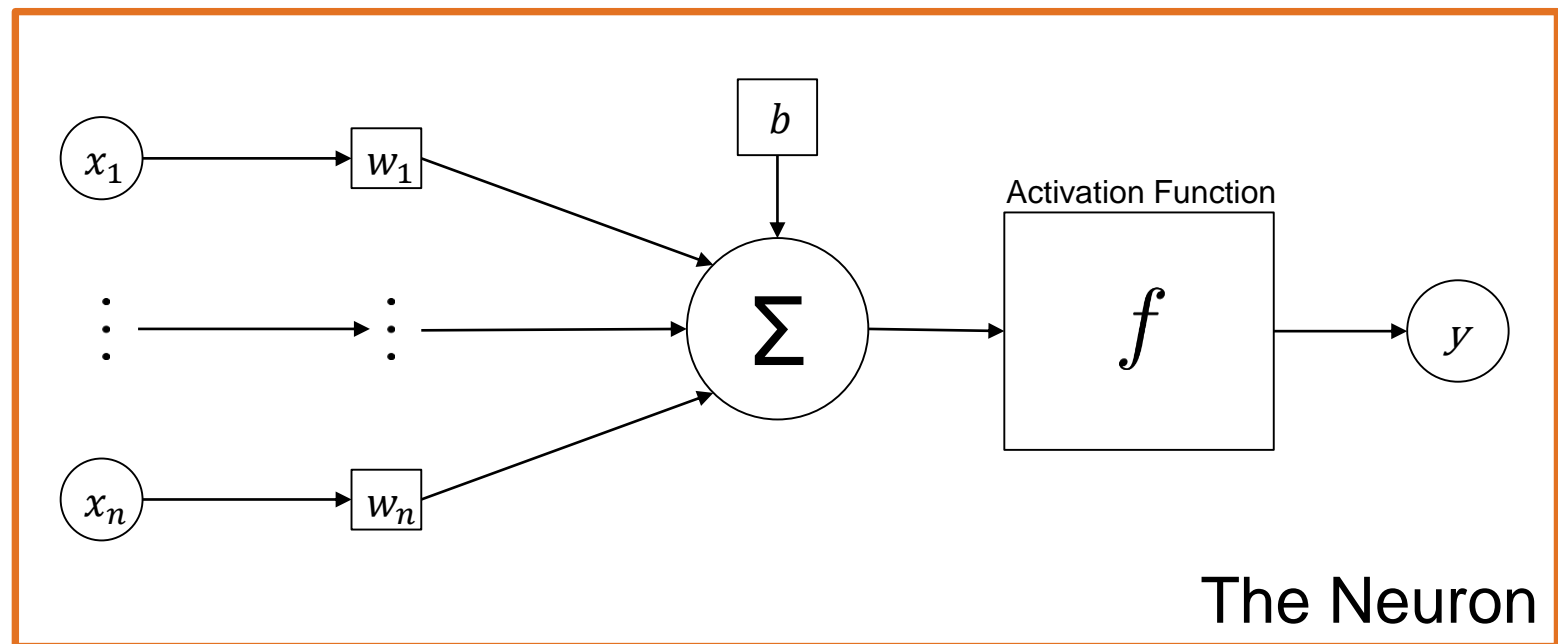 b
x₁ w₁
Activation Function
⋮ ⋮ Σ f y
xₙ wₙ
The Neuron